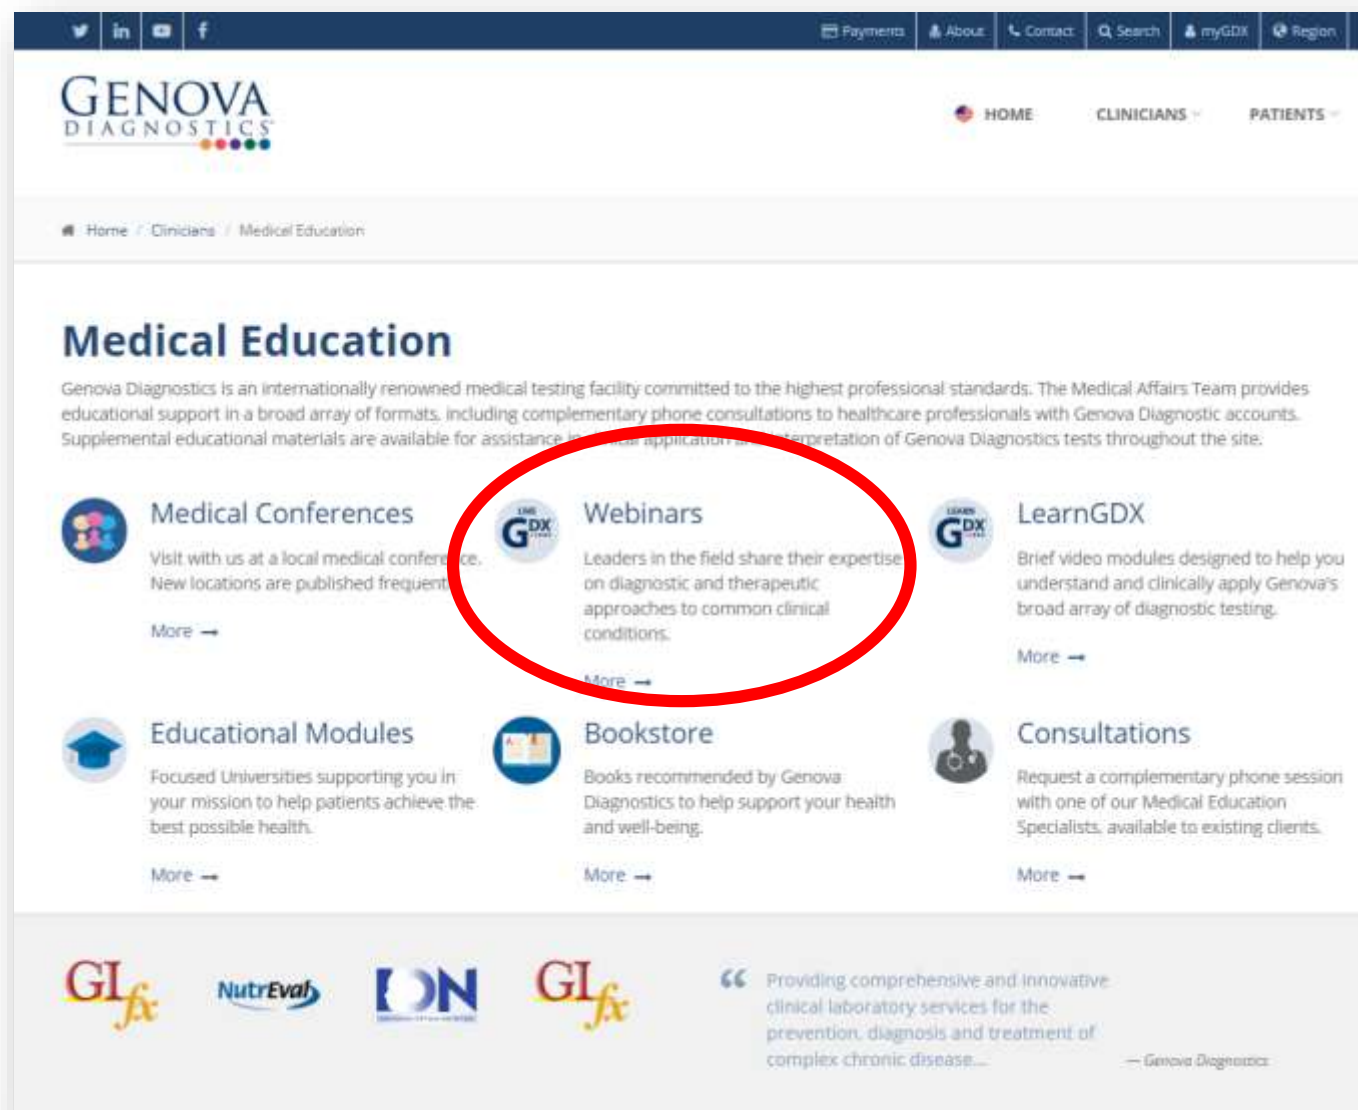 Payments About Contact Search myGDX Region
GENOVA
DIAGNOSTICS
HOME CLINICIANS PATIENTS
Home / Clinicians / Medical Education
Medical Education
Genova Diagnostics is an internationally renowned medical testing facility committed to the highest professional standards. The Medical Affairs Team provides
educational support in a broad array of formats, including complementary phone consultations to healthcare professionals with Genova Diagnostic accounts.
Supplemental educational materials are available for assistance in clinical application and interpretation of Genova Diagnostics tests throughout the site.
Medical Conferences
Visit with us at a local medical conference.
New locations are published frequent
More
LIVE
GDX
Webinars
Leaders in the field share their expertise
on diagnostic and therapeutic
approaches to common clinical
conditions.
More
LEARN
GDX
LearnGDX
Brief video modules designed to help you
understand and clinically apply Genova's
broad array of diagnostic testing.
More
Educational Modules
Focused Universities supporting you in
your mission to help patients achieve the
best possible health.
More
Bookstore
Books recommended by Genova
Diagnostics to help support your health
and well-being.
More
Consultations
Request a complementary phone session
with one of our Medical Education
Specialists, available to existing clients.
More
GIfx NutrEval ION GIfx
“ Providing comprehensive and innovative
clinical laboratory services for the
prevention, diagnosis and treatment of
complex chronic disease...
— Genova Diagnostics